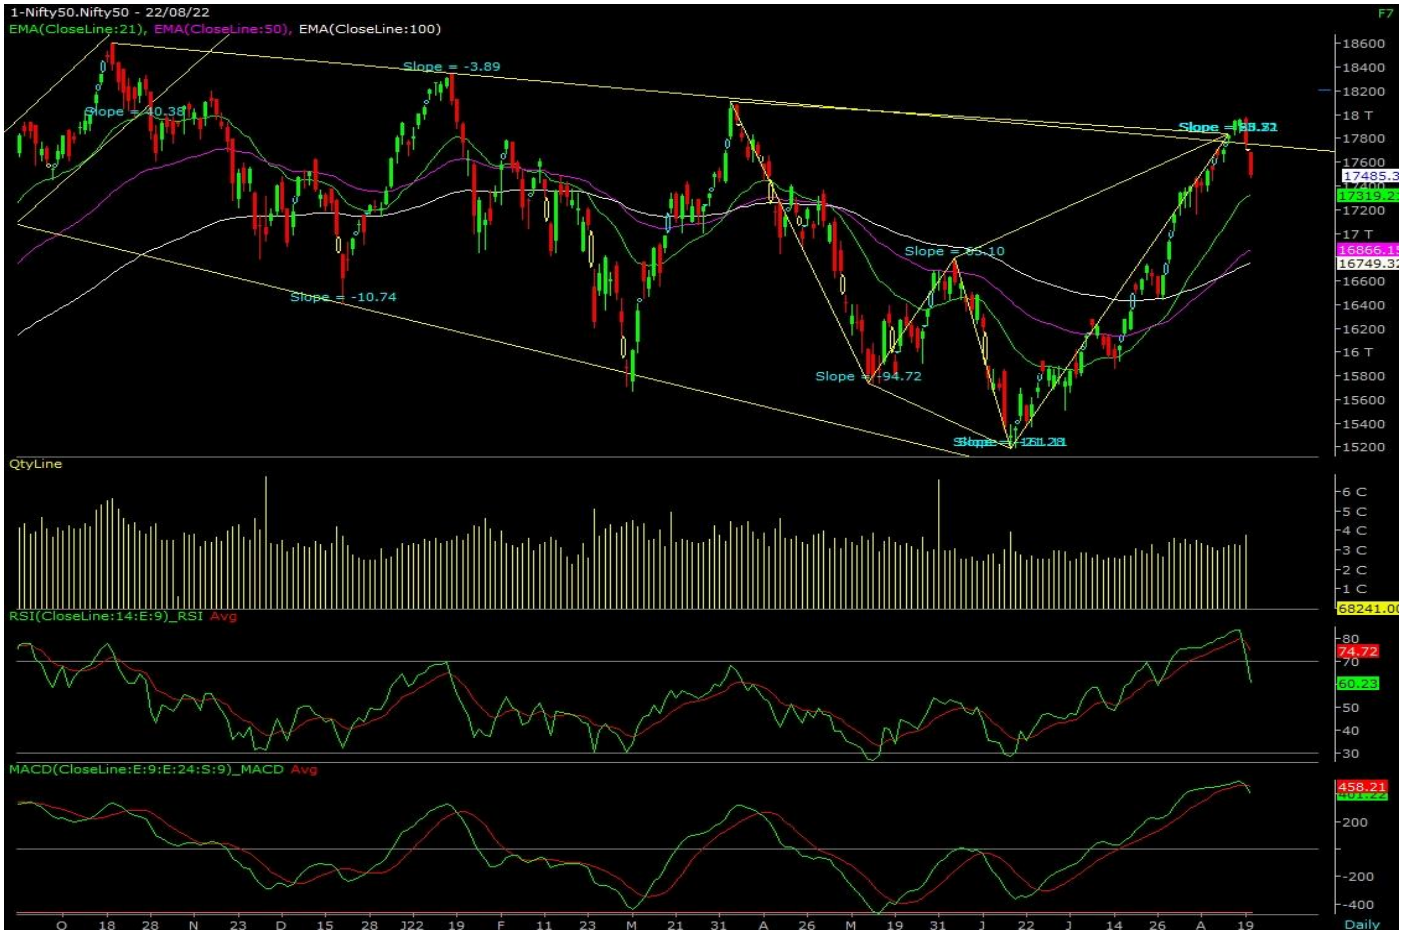 1-Nifty50.Nifty50 - 22/08/22
F7
EMA(CloseLine:21), EMA(CloseLine:50), EMA(CloseLine:100)
18600
Slope = -3.89
18400
18200
Slope = 40.38
18 T
Slope =
17800
17600
17485.3
17400
17319.21
17200
17 T
Slope = 65.10
16866.15
16749.32
Slope = -10.74
16600
16400
16200
16 T
Slope = -94.72
15800
15600
15400
Slope =
15200
QtyLine
6 C
5 C
4 C
3 C
2 C
1 C
68241.00
RSI(CloseLine:14:E:9)_RSI Avg
80
74.72
70
60.23
50
40
30
MACD(CloseLine:E:9:E:24:S:9)_MACD Avg
458.21
200
-200
-400
O 18 28 N 23 D 15 28 J22 19 F 11 23 M 21 31 A 26 M 19 31 J 22 J 14 26 A 19
Daily